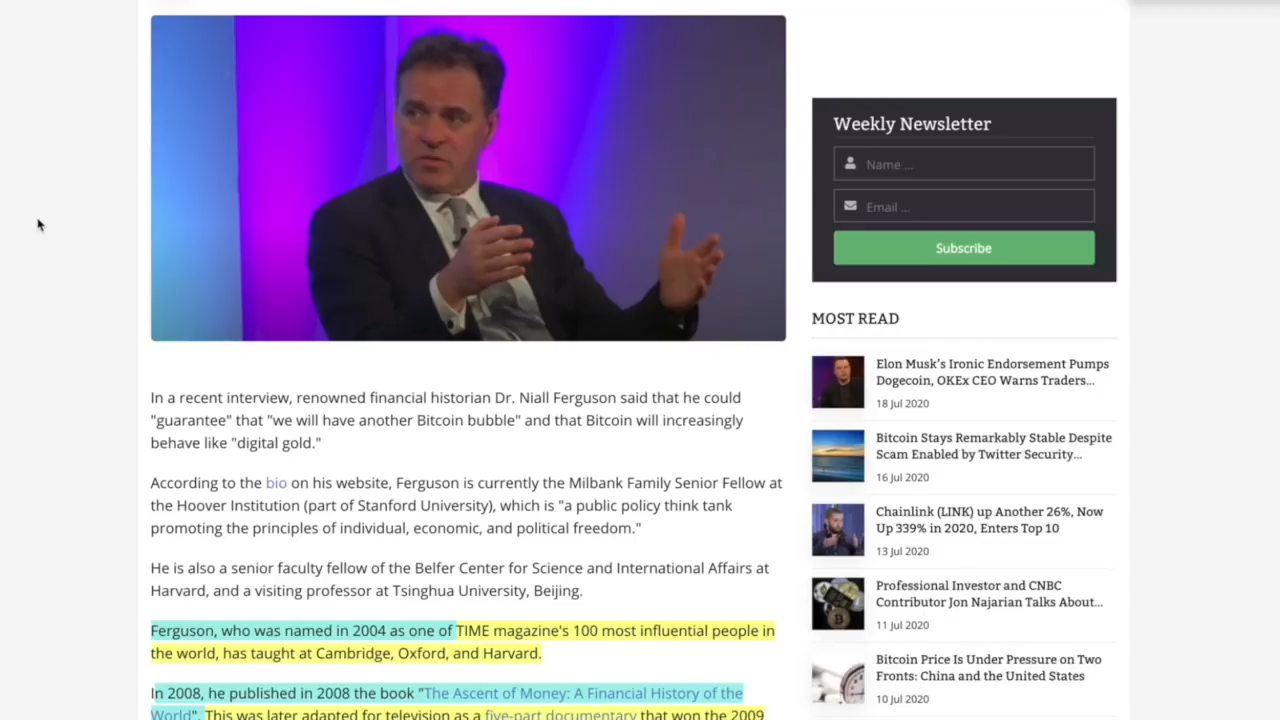 In a recent interview, renowned financial historian Dr. Niall Ferguson said that he could
"guarantee" that "we will have another Bitcoin bubble" and that Bitcoin will increasingly
behave like "digital gold."
According to the bio on his website, Ferguson is currently the Milbank Family Senior Fellow at
the Hoover Institution (part of Stanford University), which is "a public policy think tank
promoting the principles of individual, economic, and political freedom."
He is also a senior faculty fellow of the Belfer Center for Science and International Affairs at
Harvard, and a visiting professor at Tsinghua University, Beijing.
Ferguson, who was named in 2004 as one of TIME magazine's 100 most influential people in
the world, has taught at Cambridge, Oxford, and Harvard.
In 2008, he published in 2008 the book "The Ascent of Money: A Financial History of the
World". This was later adapted for television as a five-part documentary that won the 2009
Weekly Newsletter
Name ...
Email ...
Subscribe
MOST READ
Elon Musk's Ironic Endorsement Pumps
Dogecoin, OKEx CEO Warns Traders...
18 Jul 2020
Bitcoin Stays Remarkably Stable Despite
Scam Enabled by Twitter Security...
16 Jul 2020
Chainlink (LINK) up Another 26%, Now
Up 339% in 2020, Enters Top 10
13 Jul 2020
Professional Investor and CNBC
Contributor Jon Najarian Talks About...
11 Jul 2020
Bitcoin Price Is Under Pressure on Two
Fronts: China and the United States
10 Jul 2020